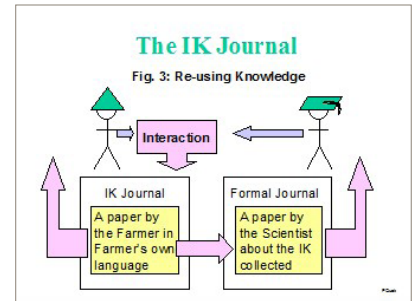 The IK Journal
Fig. 3: Re-using Knowledge
Interaction
IK Journal
A paper by
the Farmer in
Farmer's own
language
Formal Journal
A paper by
the Scientist
about the IK
collected